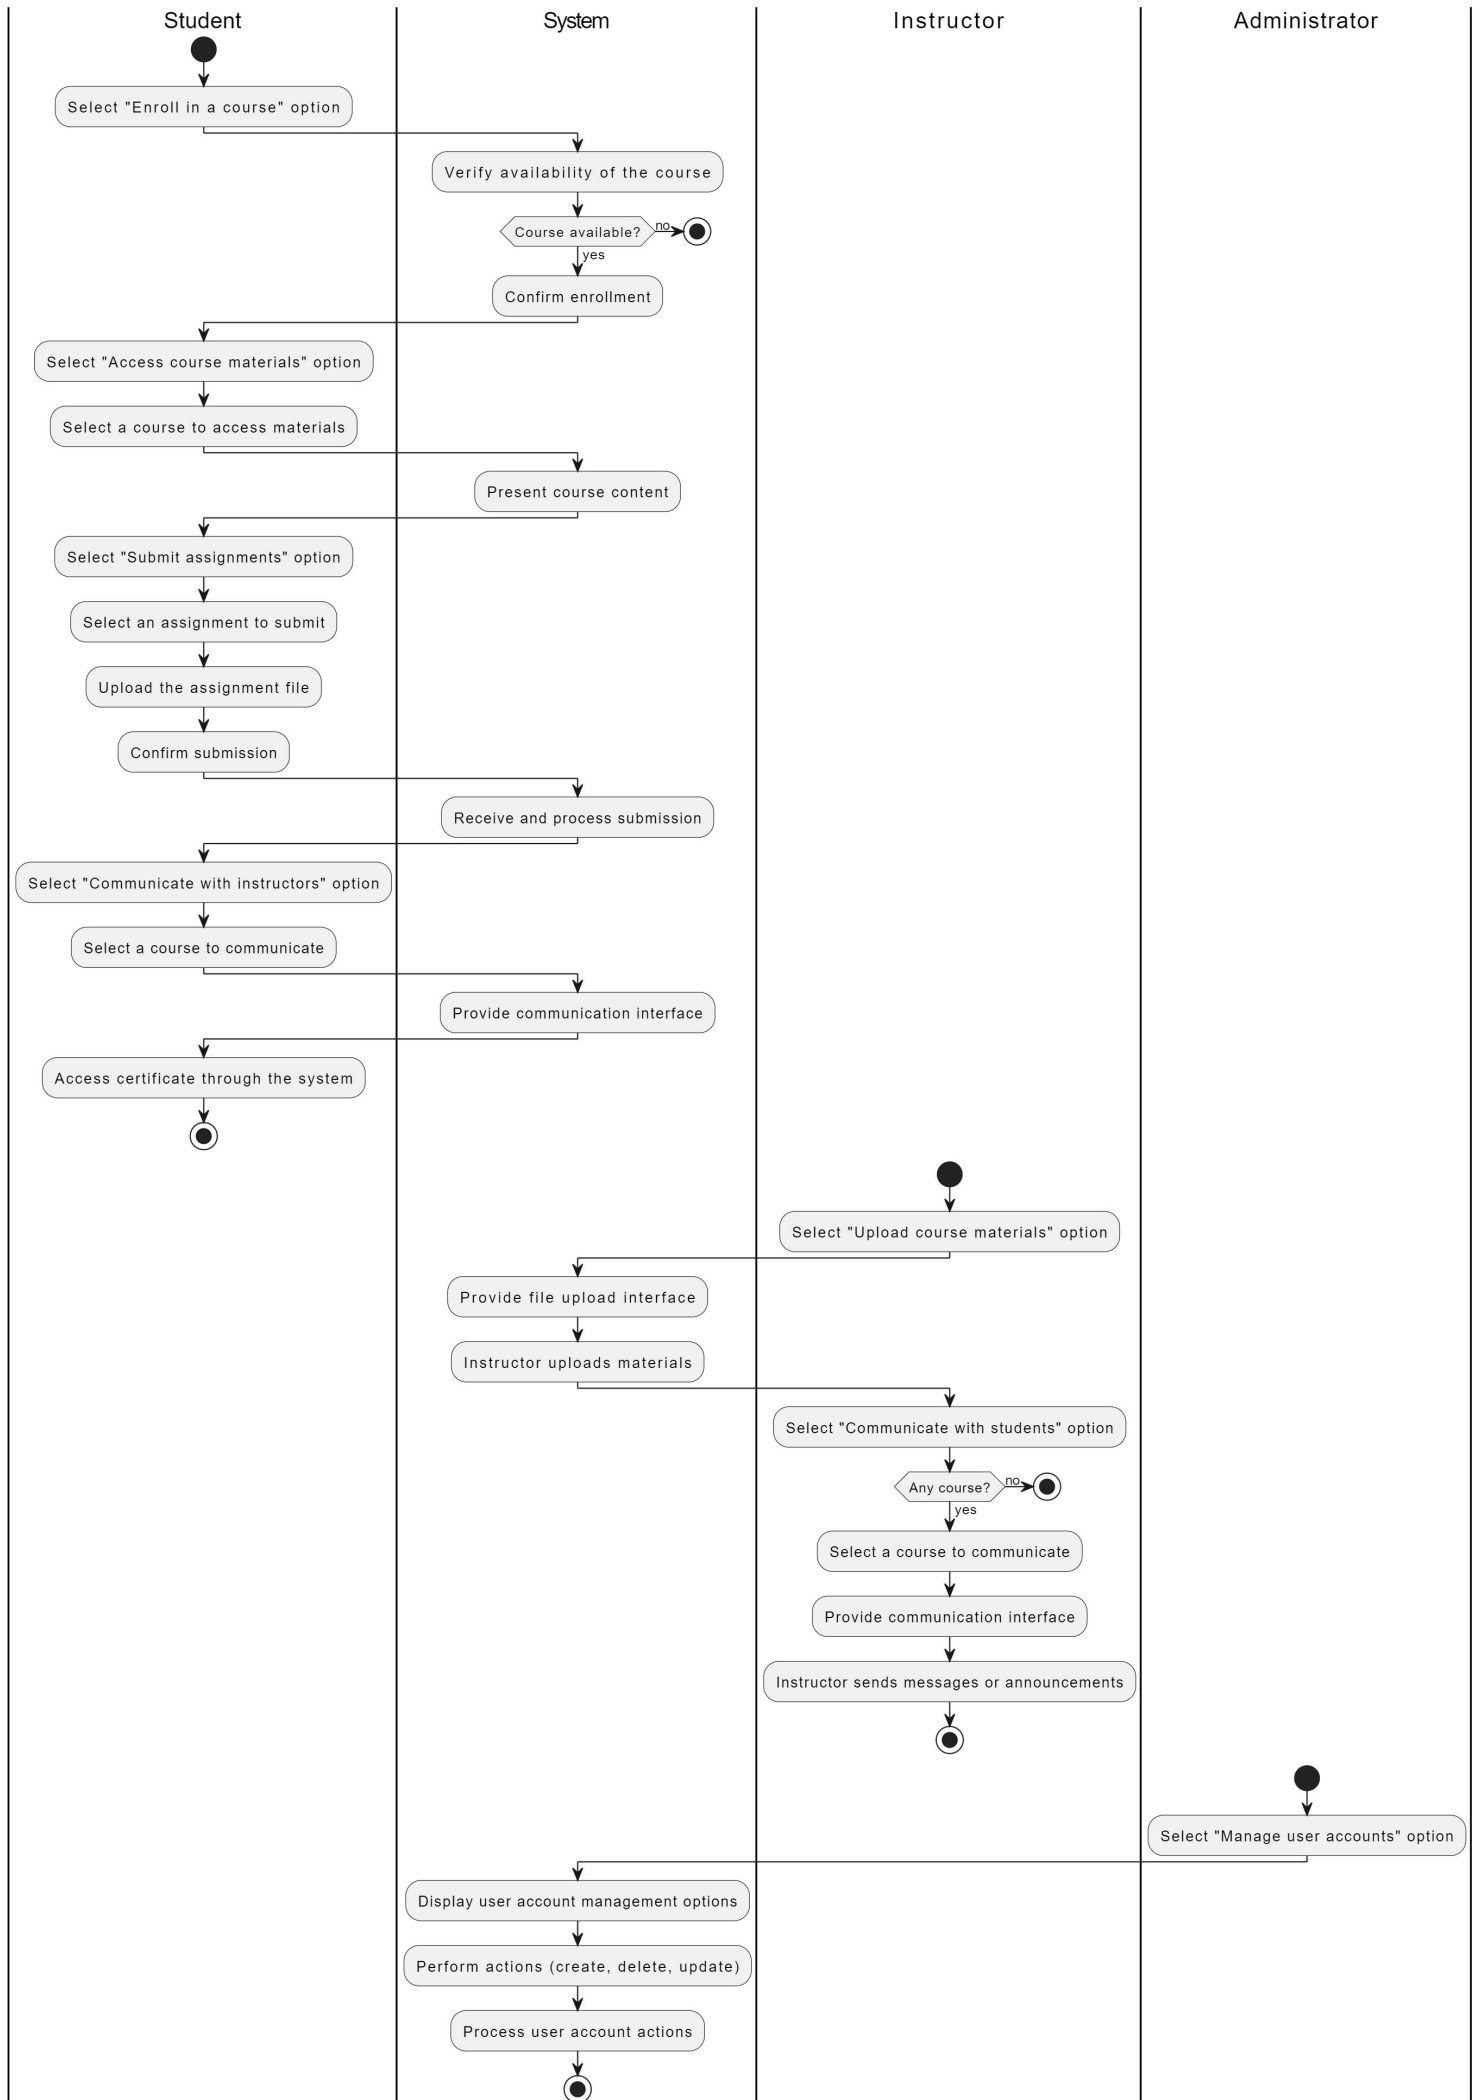 Student
System
Instructor
Administrator
Select "Enroll in a course" option
Verify availability of the course
Course available?
no
yes
Confirm enrollment
Select "Access course materials" option
Select a course to access materials
Present course content
Select "Submit assignments" option
Select an assignment to submit
Upload the assignment file
Confirm submission
Receive and process submission
Select "Communicate with instructors" option
Select a course to communicate
Provide communication interface
Access certificate through the system
Select "Upload course materials" option
Provide file upload interface
Instructor uploads materials
Select "Communicate with students" option
Any course?
no
yes
Select a course to communicate
Provide communication interface
Instructor sends messages or announcements
Select "Manage user accounts" option
Display user account management options
Perform actions (create, delete, update)
Process user account actions